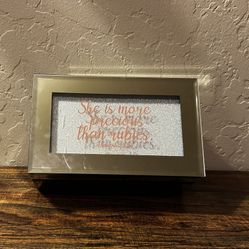 She is more
precious
than rubies.